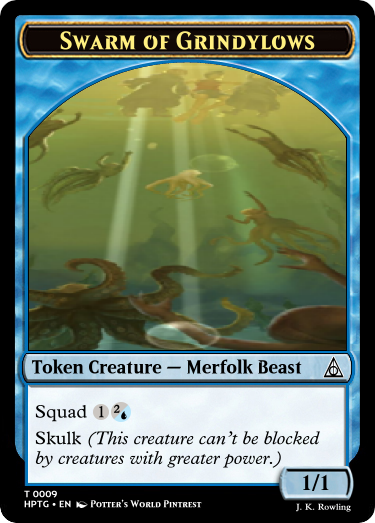 Swarm of Grindylows
Token Creature — Merfolk Beast
Squad 1 2
Skulk (This creature can't be blocked
by creatures with greater power.)
1/1
T 0009
HPTG • EN Potter's World Pintrest
J. K. Rowling